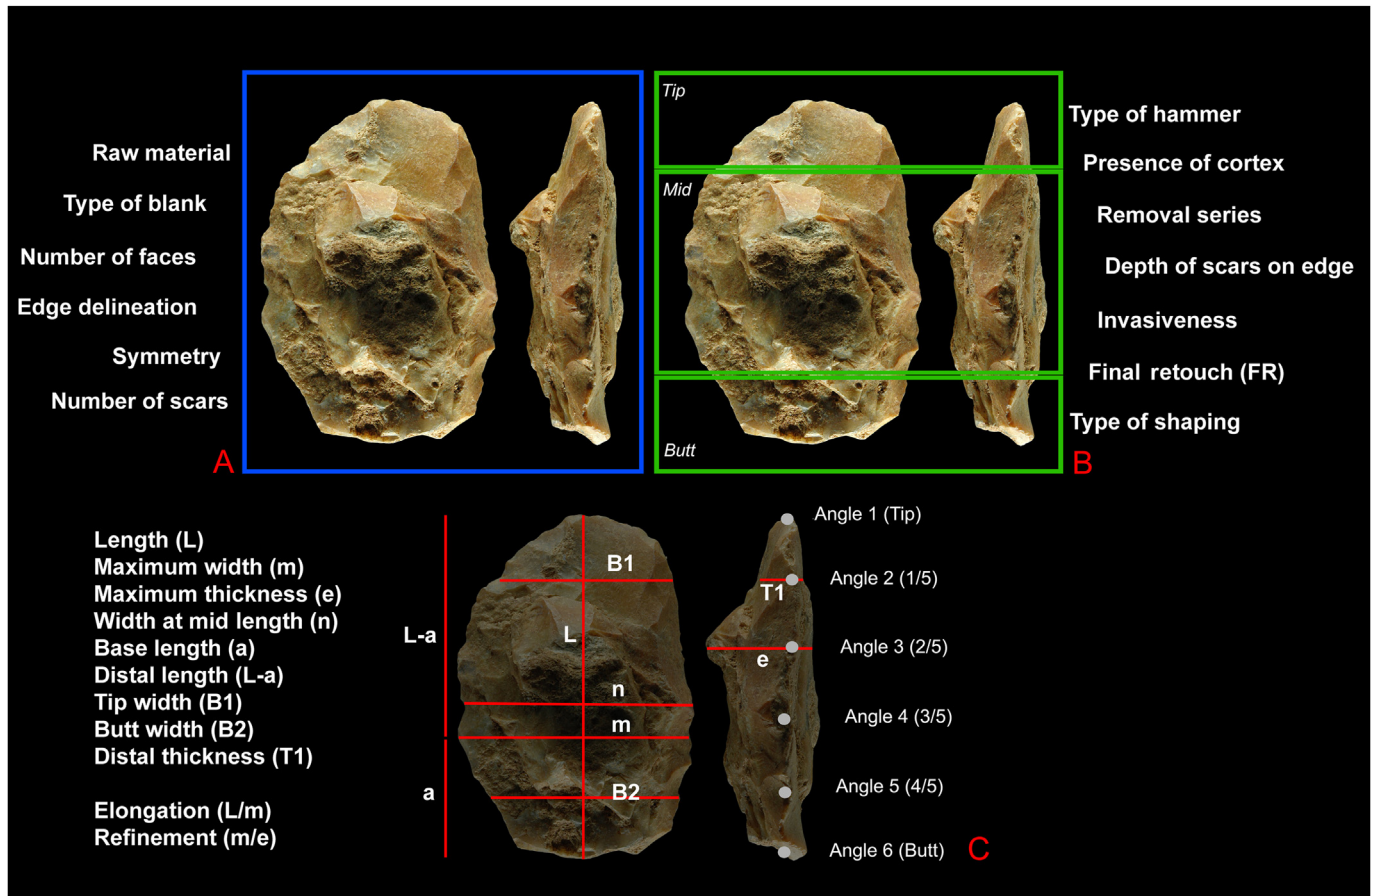 Raw material
Type of blank
Number of faces
Edge delineation
Symmetry
Number of scars
A
Tip
Mid
Butt
Type of hammer
Presence of cortex
Removal series
Depth of scars on edge
Invasiveness
Final retouch (FR)
Type of shaping
B
Length (L)
Maximum width (m)
Maximum thickness (e)
Width at mid length (n)
Base length (a)
Distal length (L-a)
Tip width (B1)
Butt width (B2)
Distal thickness (T1)
Elongation (L/m)
Refinement (m/e)
L-a
a
B1
L
n
m
B2
T1
e
Angle 1 (Tip)
Angle 2 (1/5)
Angle 3 (2/5)
Angle 4 (3/5)
Angle 5 (4/5)
Angle 6 (Butt)
C